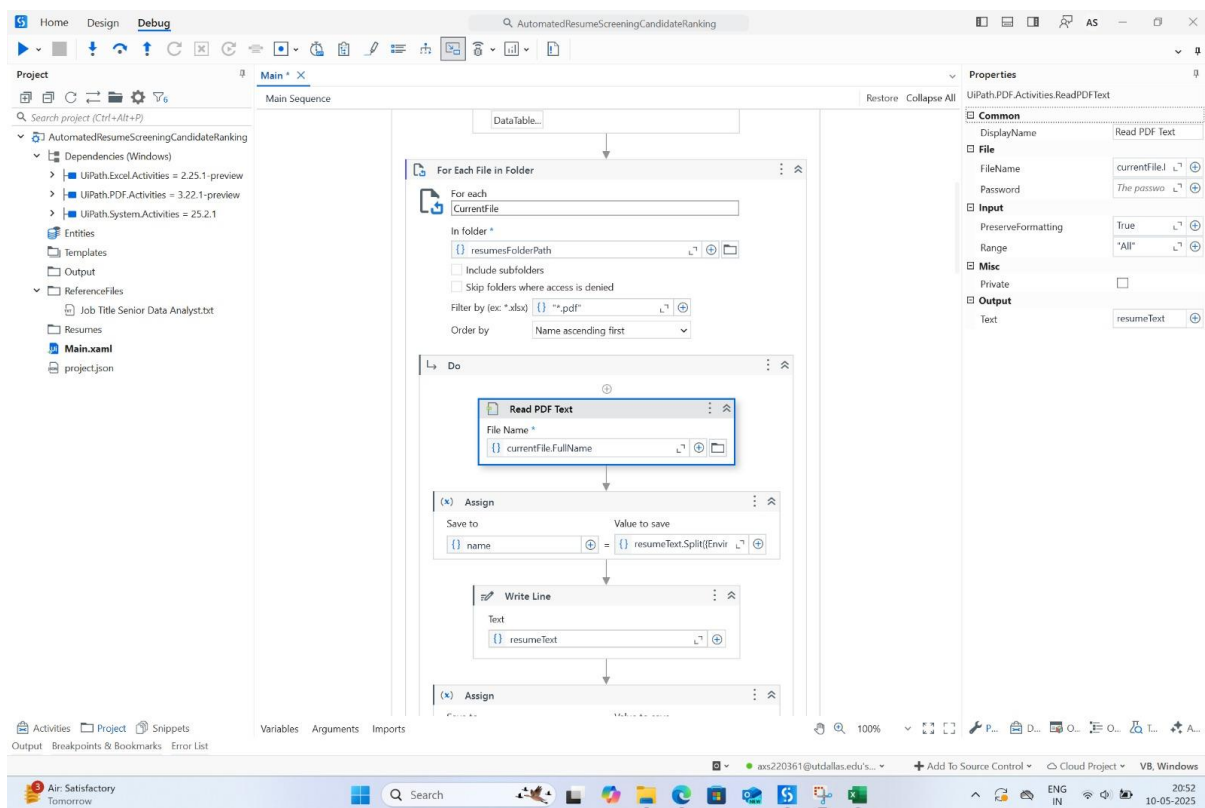 Home Design Debug
AutomatedResumeScreeningCandidateRanking
AS
Project
Search project (Ctrl+Alt+P)
AutomatedResumeScreeningCandidateRanking
Dependencies (Windows)
UiPath.Excel.Activities = 2.25.1-preview
UiPath.PDF.Activities = 3.22.1-preview
UiPath.System.Activities = 25.2.1
Entities
Templates
Output
ReferenceFiles
Job Title Senior Data Analyst.txt
Resumes
Main.xaml
project.json
Main *
Main Sequence
Restore Collapse All
DataTable...
For Each File in Folder
For each
CurrentFile
In folder *
resumesFolderPath
Include subfolders
Skip folders where access is denied
Filter by (ex: *.xlsx) "*.pdf"
Order by Name ascending first
Do
Read PDF Text
File Name *
currentFile.FullName
(x) Assign
Save to Value to save
name = resumeText.Split({Envir
Write Line
Text
resumeText
(x) Assign
Properties
UiPath.PDF.Activities.ReadPDFText
Common
DisplayName Read PDF Text
File
FileName currentFile.l
Password The passwo
Input
PreserveFormatting True
Range "All"
Misc
Private
Output
Text resumeText
Activities Project Snippets
Variables Arguments Imports
100%
P... D... O... O... T... A...
Output Breakpoints & Bookmarks Error List
axs220361@utdallas.edu's...
Add To Source Control Cloud Project VB, Windows
3
Air: Satisfactory
Tomorrow
Search
ENG
IN
20:52
10-05-2025